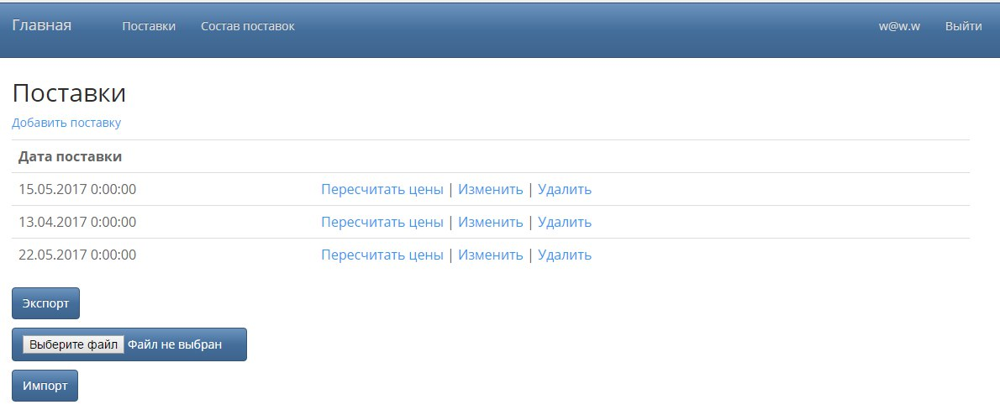 Главная Поставки Состав поставок w@w.w Выйти
Поставки
Добавить поставку
Дата поставки
15.05.2017 0:00:00 Пересчитать цены | Изменить | Удалить
13.04.2017 0:00:00 Пересчитать цены | Изменить | Удалить
22.05.2017 0:00:00 Пересчитать цены | Изменить | Удалить
Экспорт
Выберите файл Файл не выбран
Импорт